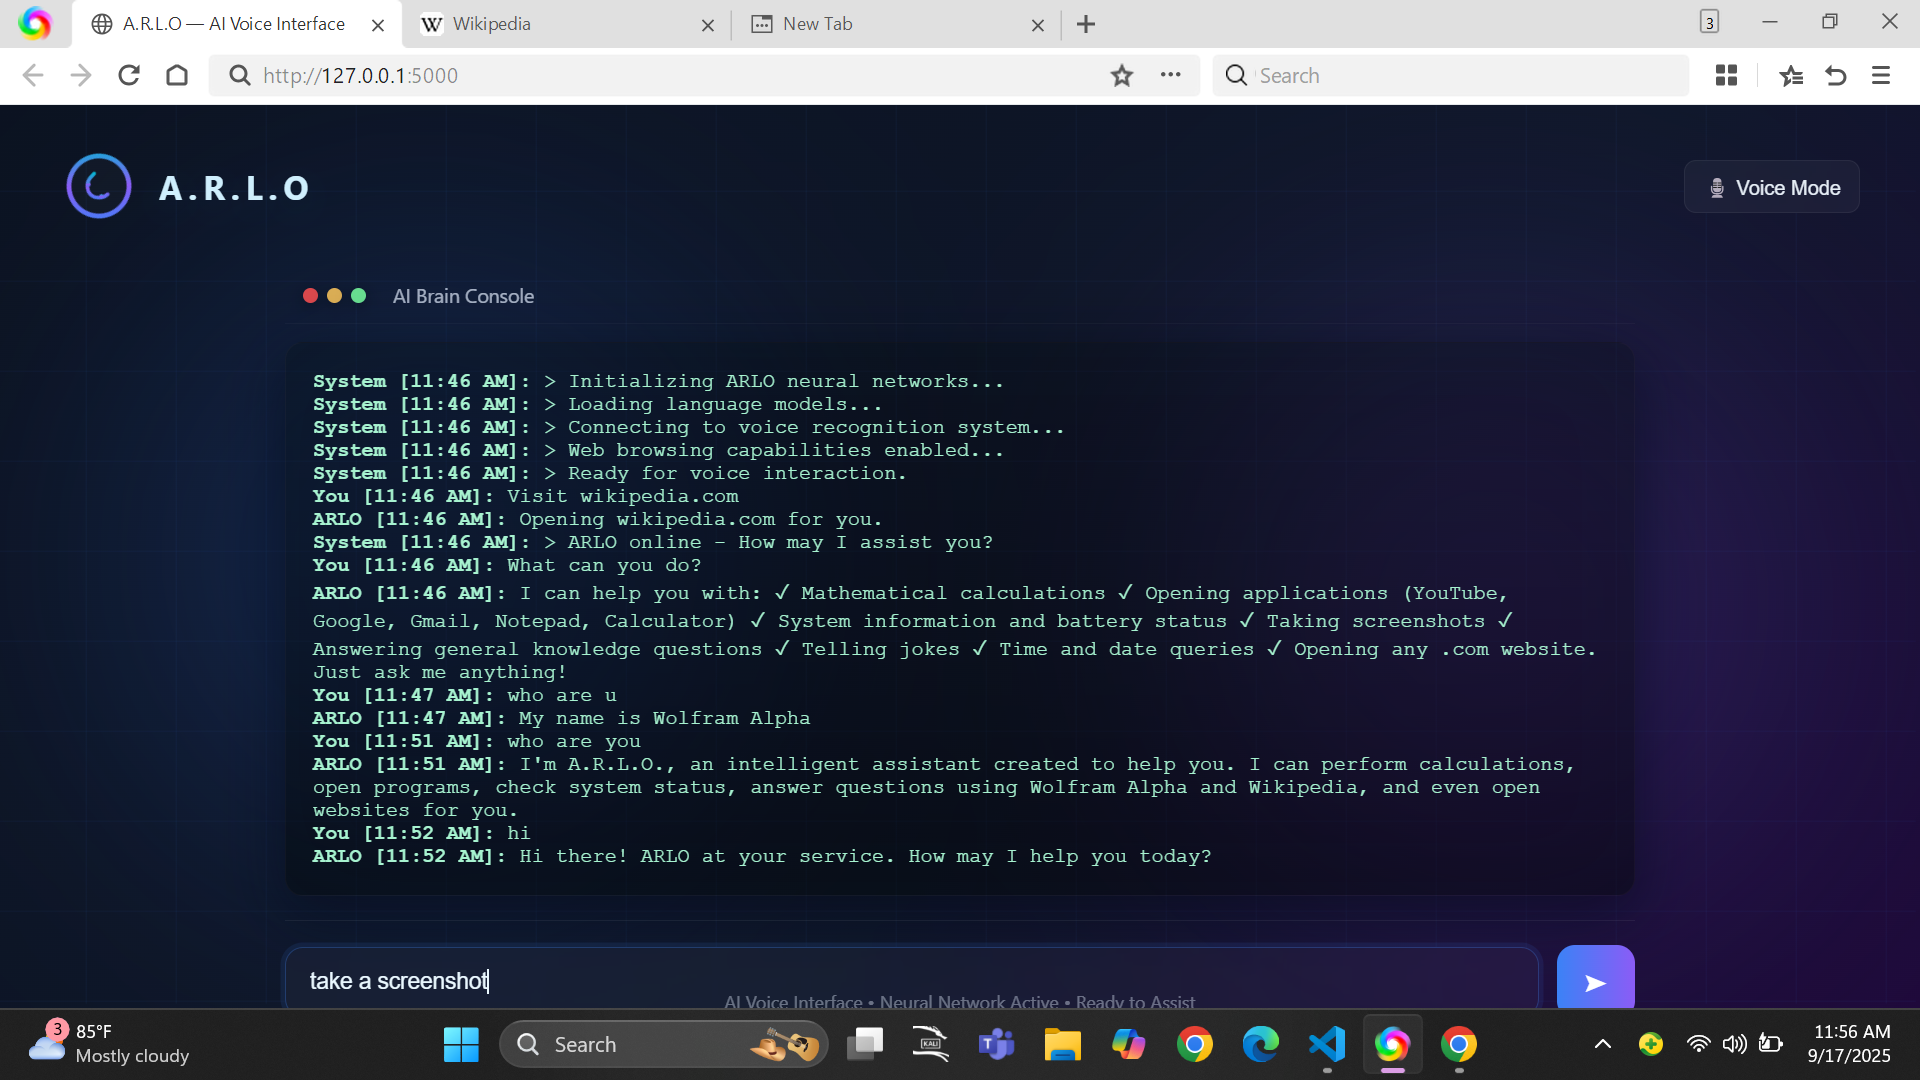 A.R.L.O — AI Voice Interface
Wikipedia
New Tab
3
http://127.0.0.1:5000
Search
A.R.L.O
Voice Mode
AI Brain Console
System [11:46 AM]: > Initializing ARLO neural networks...
System [11:46 AM]: > Loading language models...
System [11:46 AM]: > Connecting to voice recognition system...
System [11:46 AM]: > Web browsing capabilities enabled...
System [11:46 AM]: > Ready for voice interaction.
You [11:46 AM]: Visit wikipedia.com
ARLO [11:46 AM]: Opening wikipedia.com for you.
System [11:46 AM]: > ARLO online – How may I assist you?
You [11:46 AM]: What can you do?
ARLO [11:46 AM]: I can help you with: ✓ Mathematical calculations ✓ Opening applications (YouTube,
Google, Gmail, Notepad, Calculator) ✓ System information and battery status ✓ Taking screenshots ✓
Answering general knowledge questions ✓ Telling jokes ✓ Time and date queries ✓ Opening any .com website.
Just ask me anything!
You [11:47 AM]: who are u
ARLO [11:47 AM]: My name is Wolfram Alpha
You [11:51 AM]: who are you
ARLO [11:51 AM]: I'm A.R.L.O., an intelligent assistant created to help you. I can perform calculations,
open programs, check system status, answer questions using Wolfram Alpha and Wikipedia, and even open
websites for you.
You [11:52 AM]: hi
ARLO [11:52 AM]: Hi there! ARLO at your service. How may I help you today?
take a screenshot
AI Voice Interface • Neural Network Active • Ready to Assist
3
85°F
Mostly cloudy
Search
KALI
11:56 AM
9/17/2025